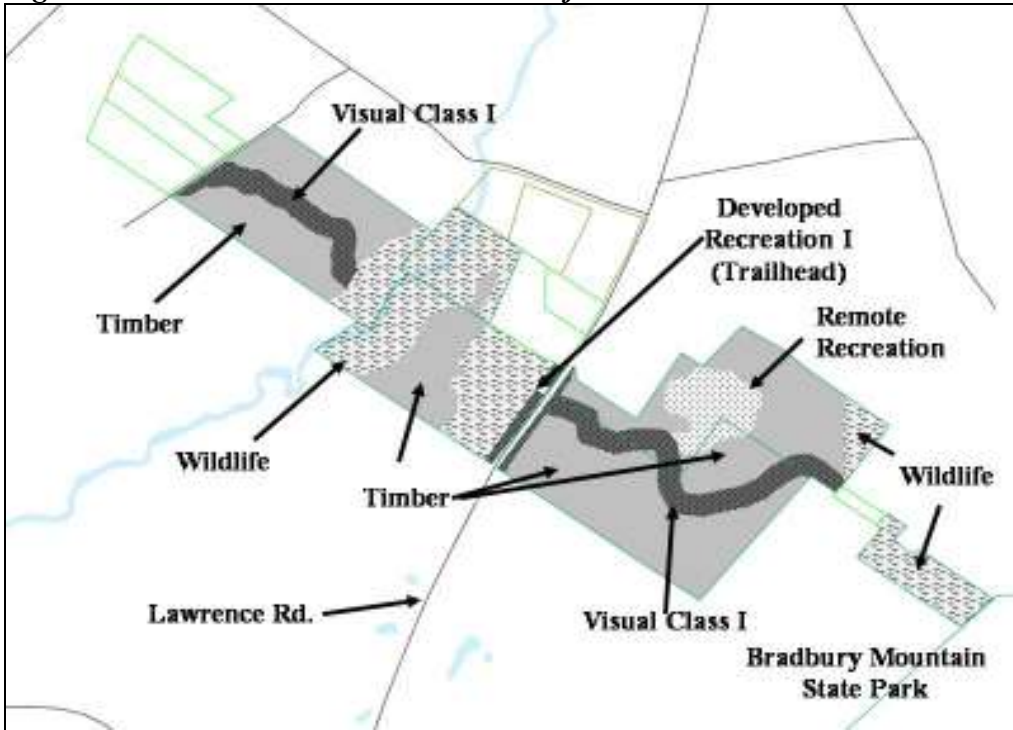 Visual Class I
Developed
Recreation I
(Trailhead)
Timber
Remote
Recreation
Wildlife
Timber
Wildlife
Lawrence Rd.
Visual Class I
Bradbury Mountain
State Park